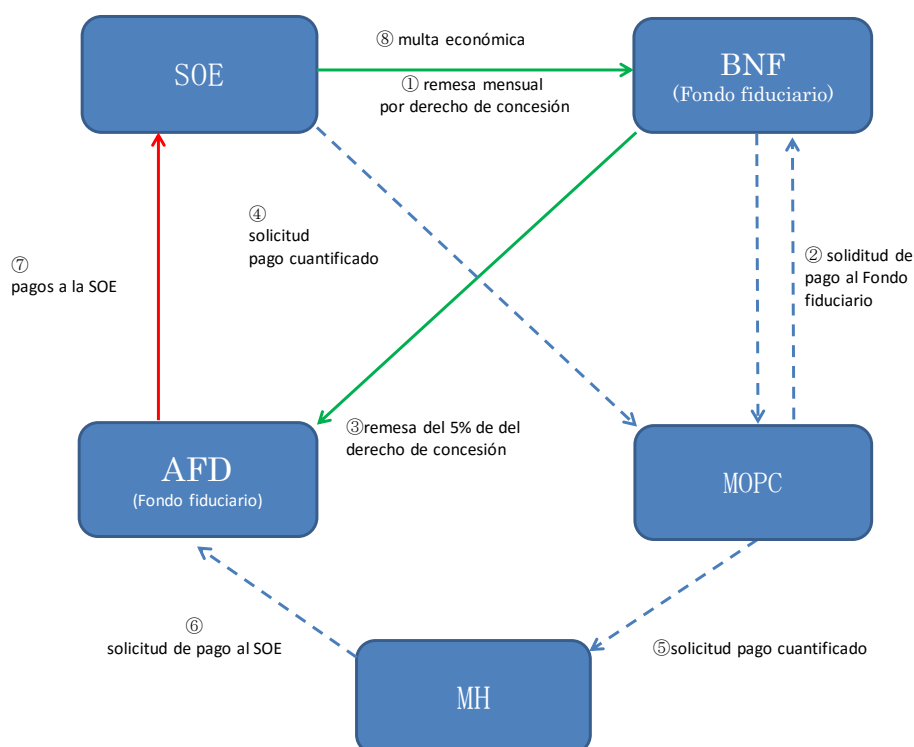 ⑧ multa económica
SOE
BNF
(Fondo fiduciario)
① remesa mensual
por derecho de concesión
④
solicitud
pago cuantificado
② soliditud de
pago al Fondo
fiduciario
⑦
pagos a la SOE
③remesa del 5% de del
derecho de concesión
AFD
(Fondo fiduciario)
MOPC
⑥
solicitud de pago al SOE
⑤solicitud pago cuantificado
MH